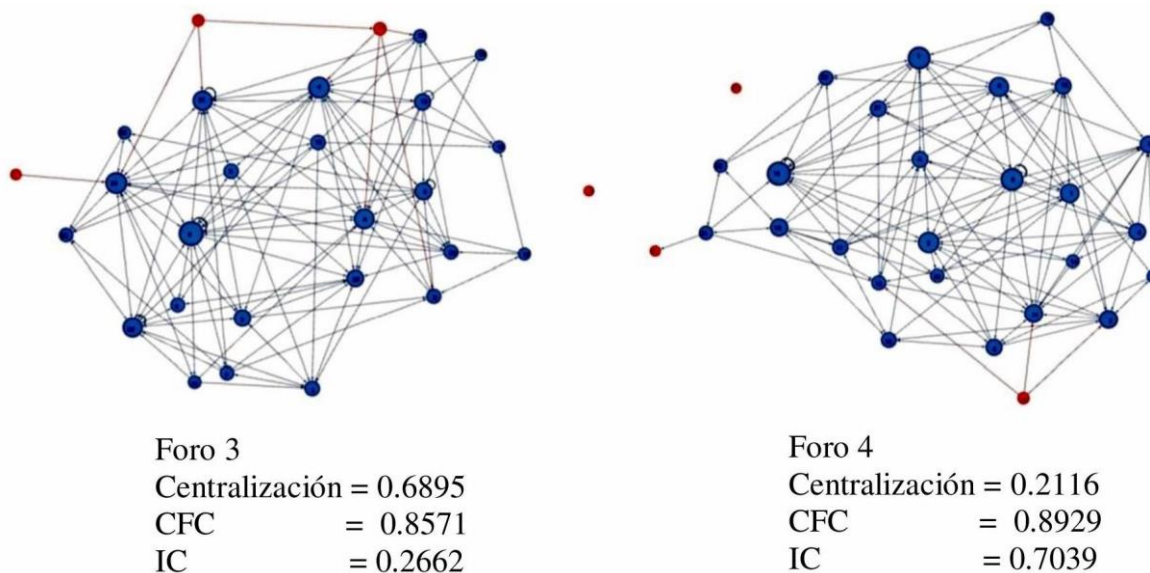 Foro 3
Centralización = 0.6895
CFC = 0.8571
IC = 0.2662
Foro 4
Centralización = 0.2116
CFC = 0.8929
IC = 0.7039